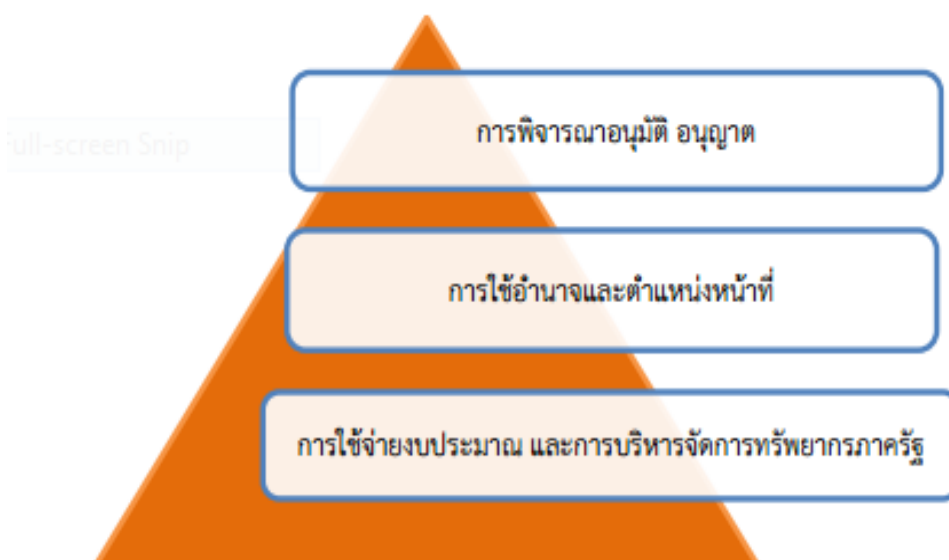 การพิจารณาอนุมัติ อนุญาต
Full-screen Snip
การใช้อำนาจและตำแหน่งหน้าที่
การใช้จ่ายงบประมาณ และการบริหารจัดการทรัพยากรภาครัฐ